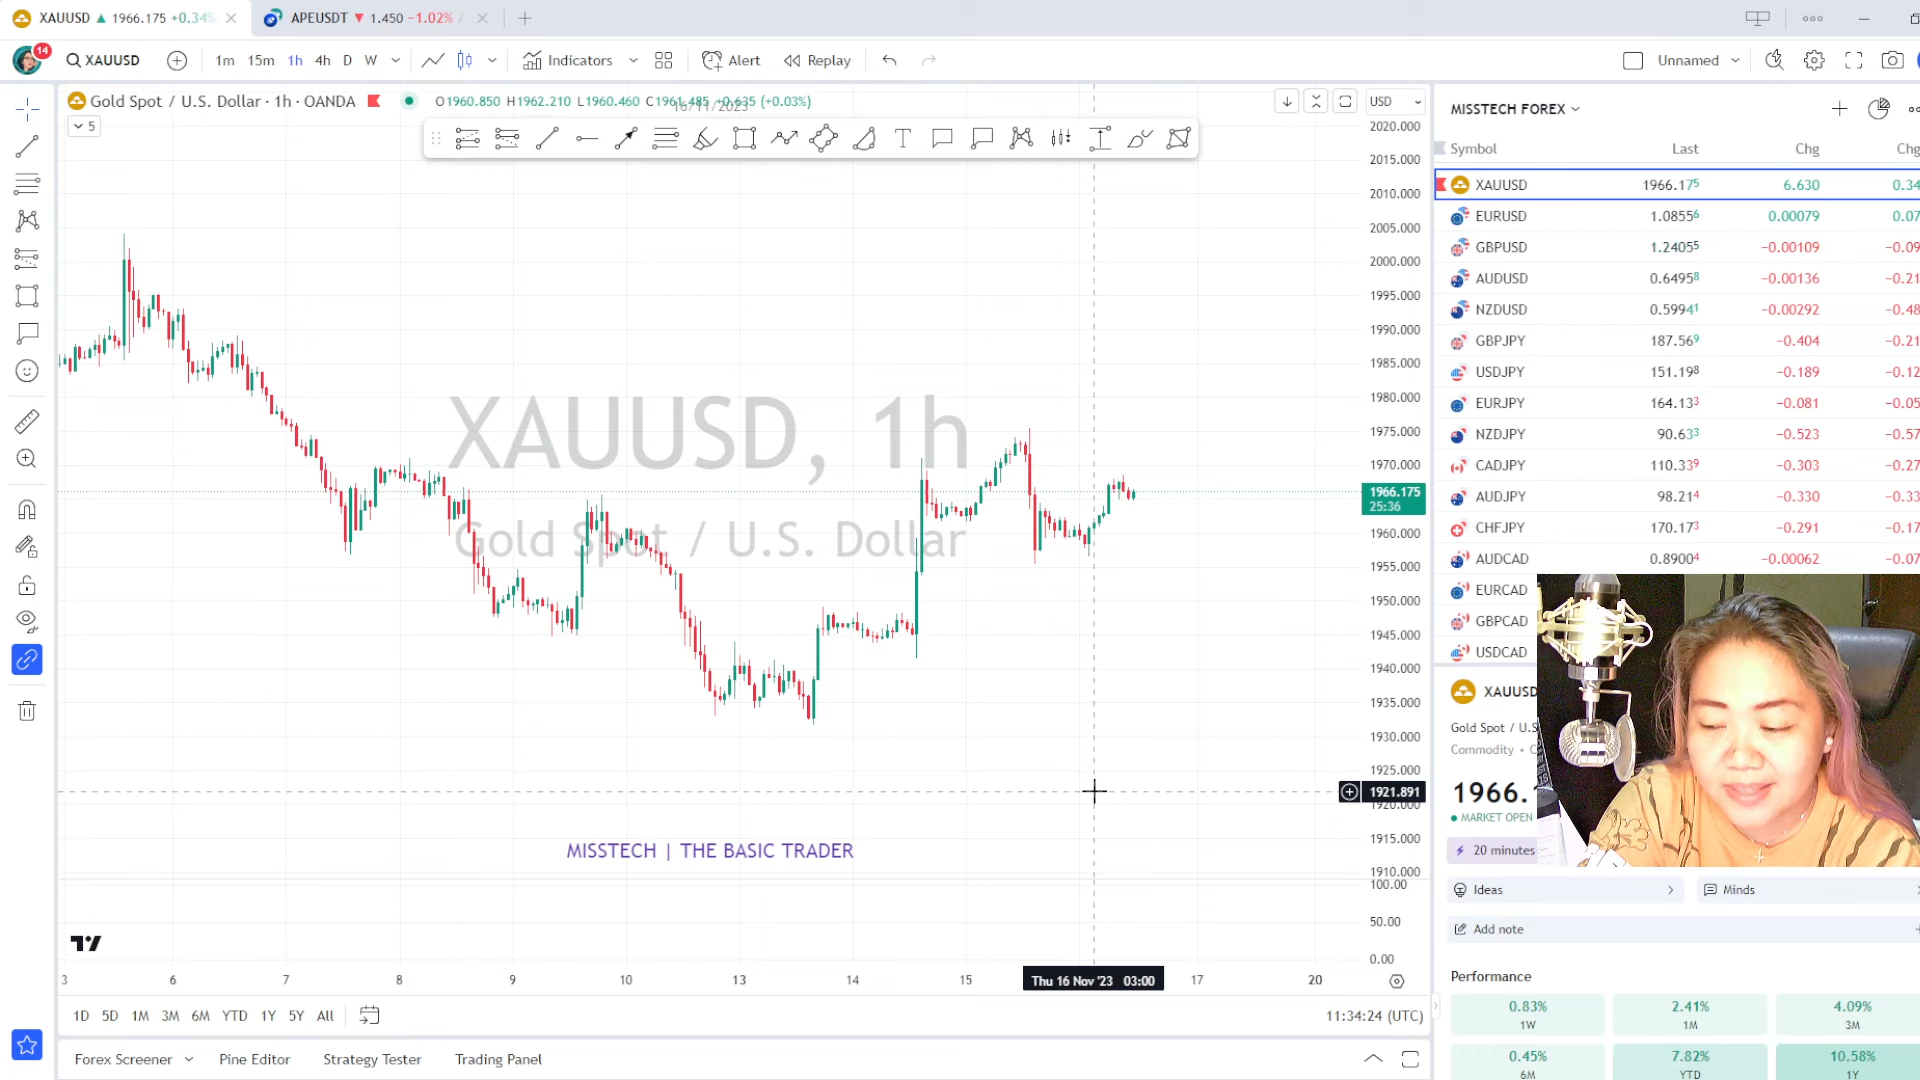 XAUUSD ▲ 1966.175 +0.34%
APEUSDT ▼ 1.450 −1.02% /
14
XAUUSD
1m 15m 1h 4h D W
Indicators
Alert
Replay
Unnamed
Gold Spot / U.S. Dollar · 1h · OANDA
O1960.850 H1962.210 L1960.460 C1961.485 +0.635 (+0.03%)
16/11/2023
5
USD
XAUUSD, 1h
Gold Spot / U.S. Dollar
MISSTECH | THE BASIC TRADER
2020.000
2015.000
2010.000
2005.000
2000.000
1995.000
1990.000
1985.000
1980.000
1975.000
1970.000
1966.175
25:36
1960.000
1955.000
1950.000
1945.000
1940.000
1935.000
1930.000
1925.000
1921.891
1920.000
1915.000
1910.000
100.00
50.00
0.00
3 6 7 8 9 10 13 14 15 Thu 16 Nov '23 03:00 17 20
1D 5D 1M 3M 6M YTD 1Y 5Y All
11:34:24 (UTC)
Forex Screener
Pine Editor
Strategy Tester
Trading Panel
MISSTECH FOREX
Symbol Last Chg Chg
XAUUSD 1966.175 6.630 0.34
EURUSD 1.08556 0.00079 0.07
GBPUSD 1.24055 −0.00109 −0.09
AUDUSD 0.64958 −0.00136 −0.21
NZDUSD 0.59941 −0.00292 −0.48
GBPJPY 187.569 −0.404 −0.21
USDJPY 151.198 −0.189 −0.12
EURJPY 164.133 −0.081 −0.05
NZDJPY 90.633 −0.523 −0.57
CADJPY 110.339 −0.303 −0.27
AUDJPY 98.214 −0.330 −0.33
CHFJPY 170.173 −0.291 −0.17
AUDCAD 0.89004 −0.00062 −0.07
EURCAD
GBPCAD
USDCAD
XAUUSD
Gold Spot / U.S
Commodity
1966.
MARKET OPEN
20 minutes
Ideas
Minds
Add note
Performance
0.83%
1W
2.41%
1M
4.09%
3M
0.45%
6M
7.82%
YTD
10.58%
1Y